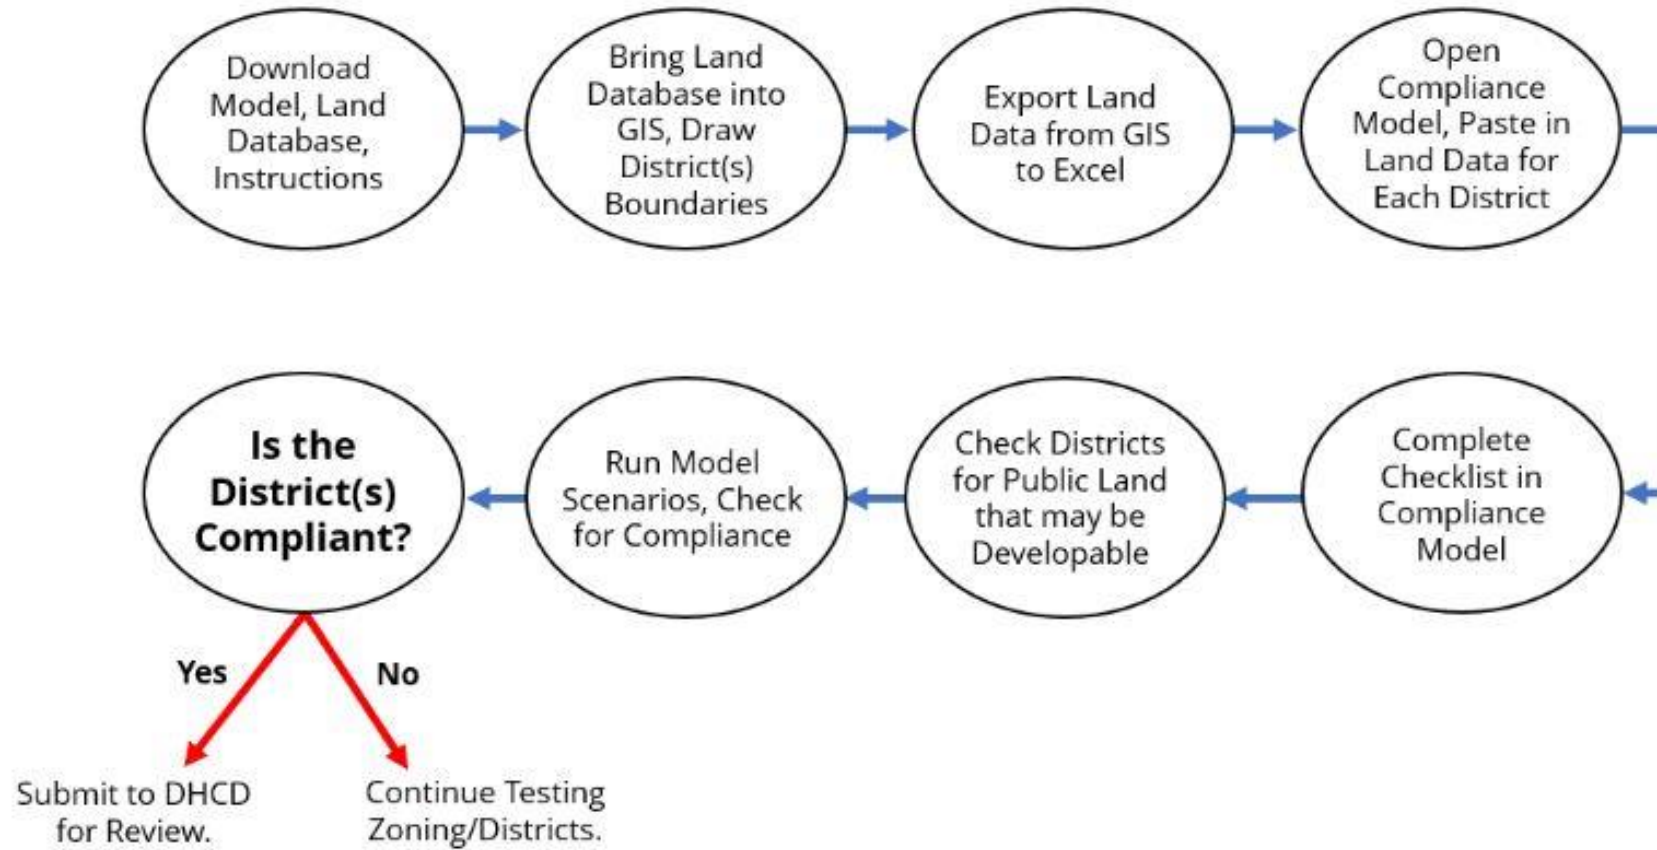 Download
Model, Land
Database,
Instructions
Bring Land
Database into
GIS, Draw
District(s)
Boundaries
Export Land
Data from GIS
to Excel
Open
Compliance
Model, Paste in
Land Data for
Each District
Complete
Checklist in
Compliance
Model
Check Districts
for Public Land
that may be
Developable
Run Model
Scenarios, Check
for Compliance
Is the
District(s)
Compliant?
Yes
No
Submit to DHCD
for Review.
Continue Testing
Zoning/Districts.